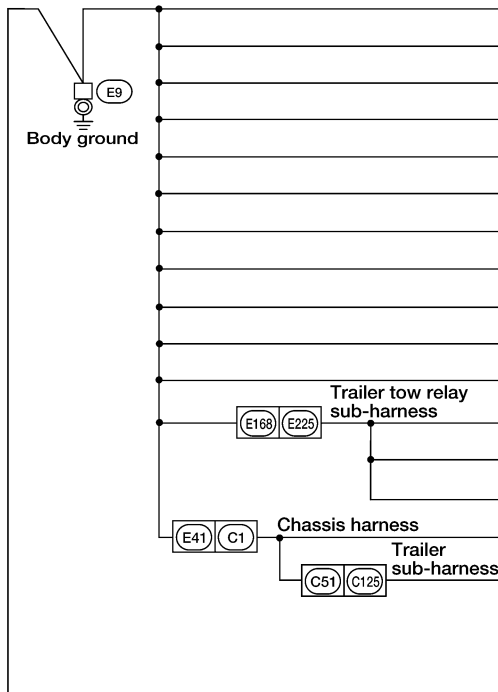 E9
Body ground
Trailer tow relay
sub-harness
E168 E225
E41 C1
Chassis harness
Trailer
sub-harness
C51 C125